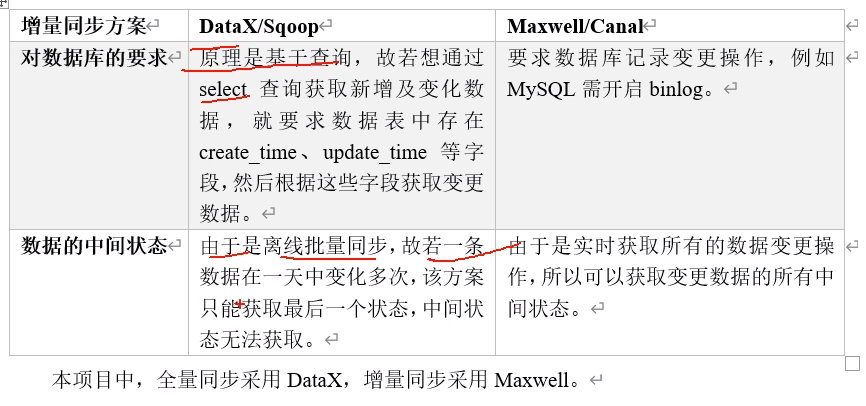 增量同步方案 DataX/Sqoop Maxwell/Canal
对数据库的要求 原理是基于查询，故若想通过 要求数据库记录变更操作，例如
select 查询获取新增及变化数 MySQL 需开启 binlog。
据，就要求数据表中存在
create_time、update_time 等字
段，然后根据这些字段获取变更
数据。
数据的中间状态 由于是离线批量同步，故若一条 由于是实时获取所有的数据变更操
数据在一天中变化多次，该方案 作，所以可以获取变更数据的所有中
只能获取最后一个状态，中间状 间状态。
态无法获取。
本项目中，全量同步采用 DataX，增量同步采用 Maxwell。